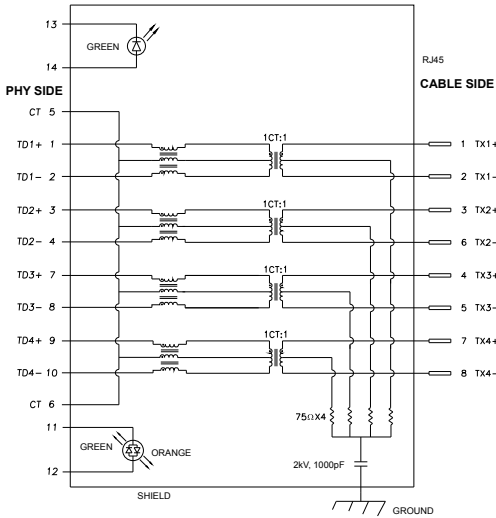 13
GREEN
14
RJ45
PHY SIDE
CABLE SIDE
CT 5
1CT:1
TD1+ 1
1 TX1+
TD1- 2
2 TX1-
1CT:1
TD2+ 3
3 TX2+
TD2- 4
6 TX2-
1CT:1
TD3+ 7
4 TX3+
TD3- 8
5 TX3-
1CT:1
TD4+ 9
7 TX4+
TD4- 10
8 TX4-
CT 6
75ΩX4
11
GREEN
ORANGE
12
2kV, 1000pF
SHIELD
GROUND